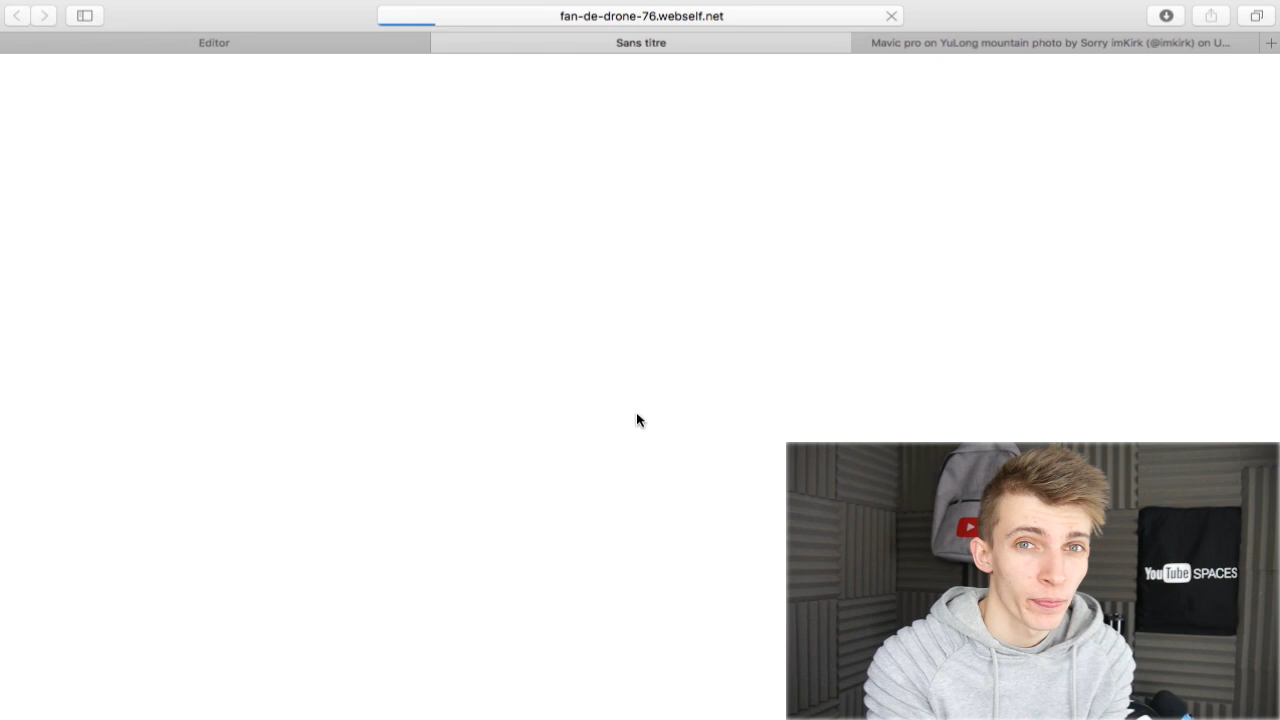 fan-de-drone-76.webself.net
Editor
Sans titre
Mavic pro on YuLong mountain photo by Sorry imKirk (@imkirk) on U...
YouTube SPACES